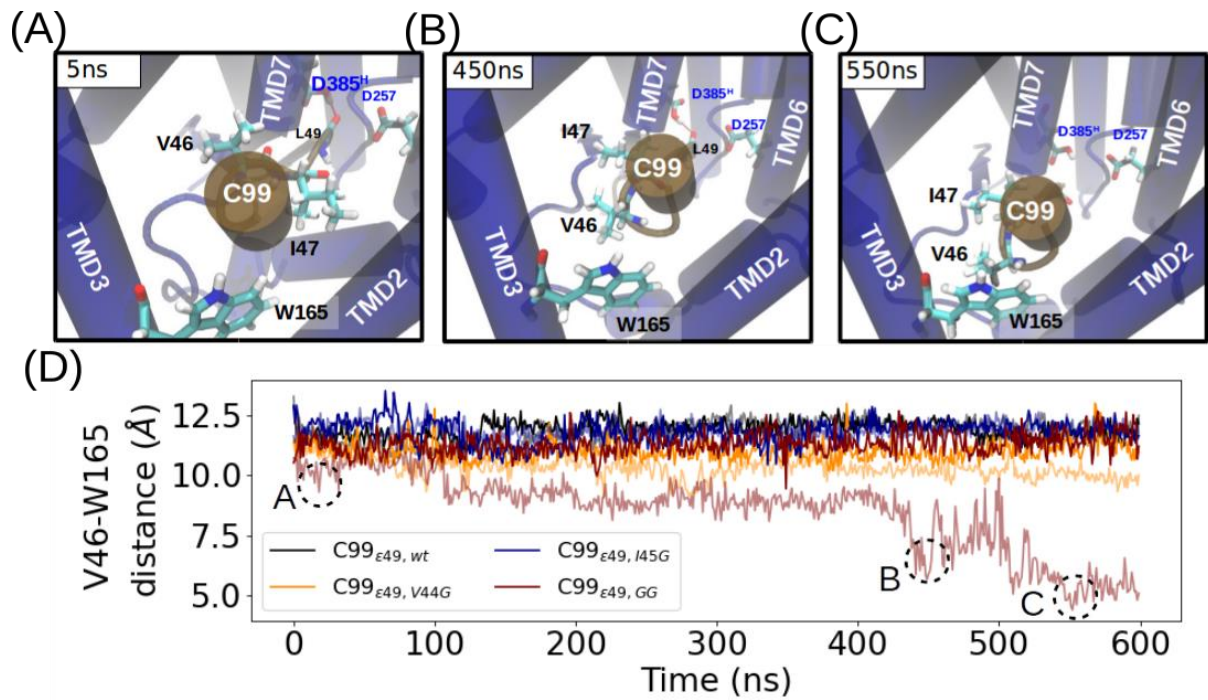 (A)
5ns
TMD7
D385ᴴ
D257
V46
L49
C99
I47
TMD3
TMD2
W165
(B)
450ns
TMD7
D385ᴴ
I47
D257
L49
TMD6
C99
V46
TMD3
TMD2
W165
(C)
550ns
TMD7
D385ᴴ
D257
TMD6
I47
C99
V46
TMD3
TMD2
W165
(D)
V46-W165
distance (Å)
12.5
10.0
7.5
5.0
A
B
C
C99ε49, wt
C99ε49, I45G
C99ε49, V44G
C99ε49, GG
0
100
200
300
400
500
600
Time (ns)